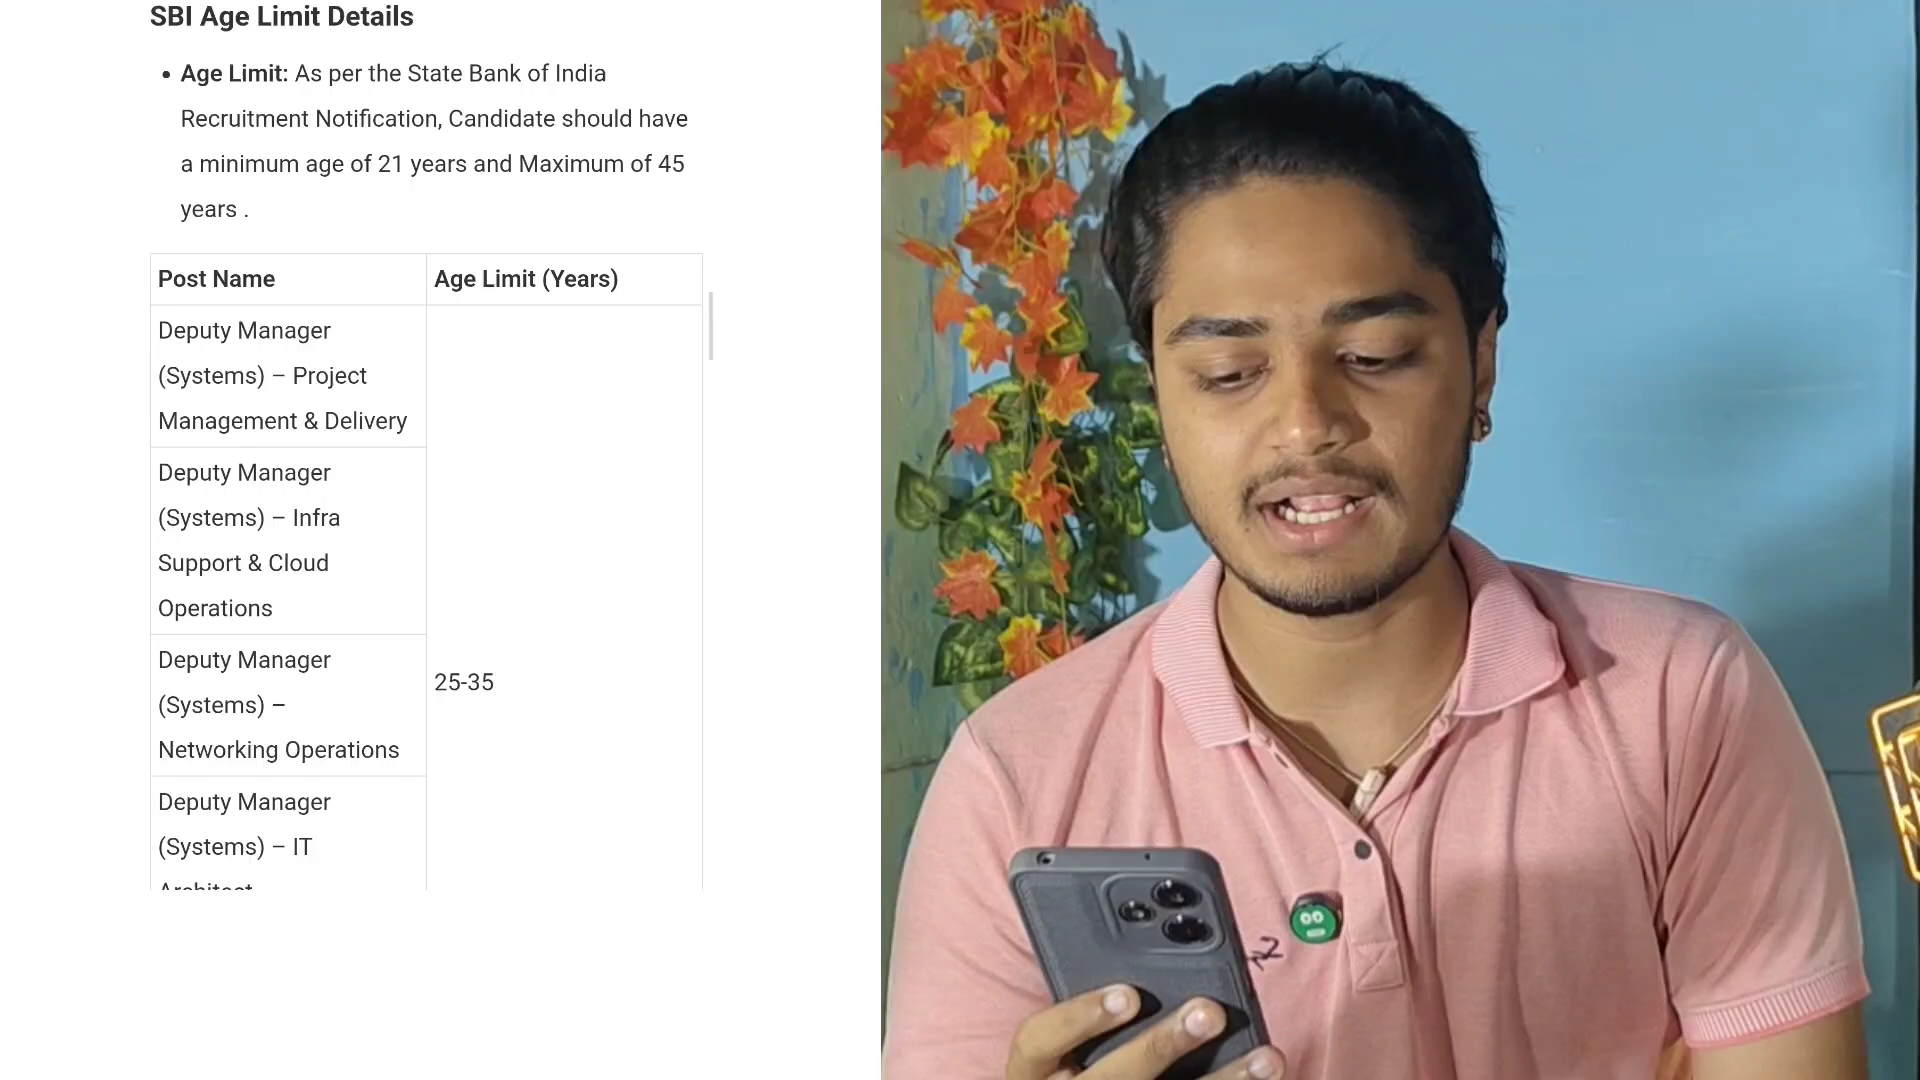 SBI Age Limit Details
• Age Limit: As per the State Bank of India
Recruitment Notification, Candidate should have
a minimum age of 21 years and Maximum of 45
years .
Post Name
Age Limit (Years)
Deputy Manager
(Systems) – Project
Management & Delivery
Deputy Manager
(Systems) – Infra
Support & Cloud
Operations
Deputy Manager
(Systems) –
Networking Operations
25-35
Deputy Manager
(Systems) – IT
Architect